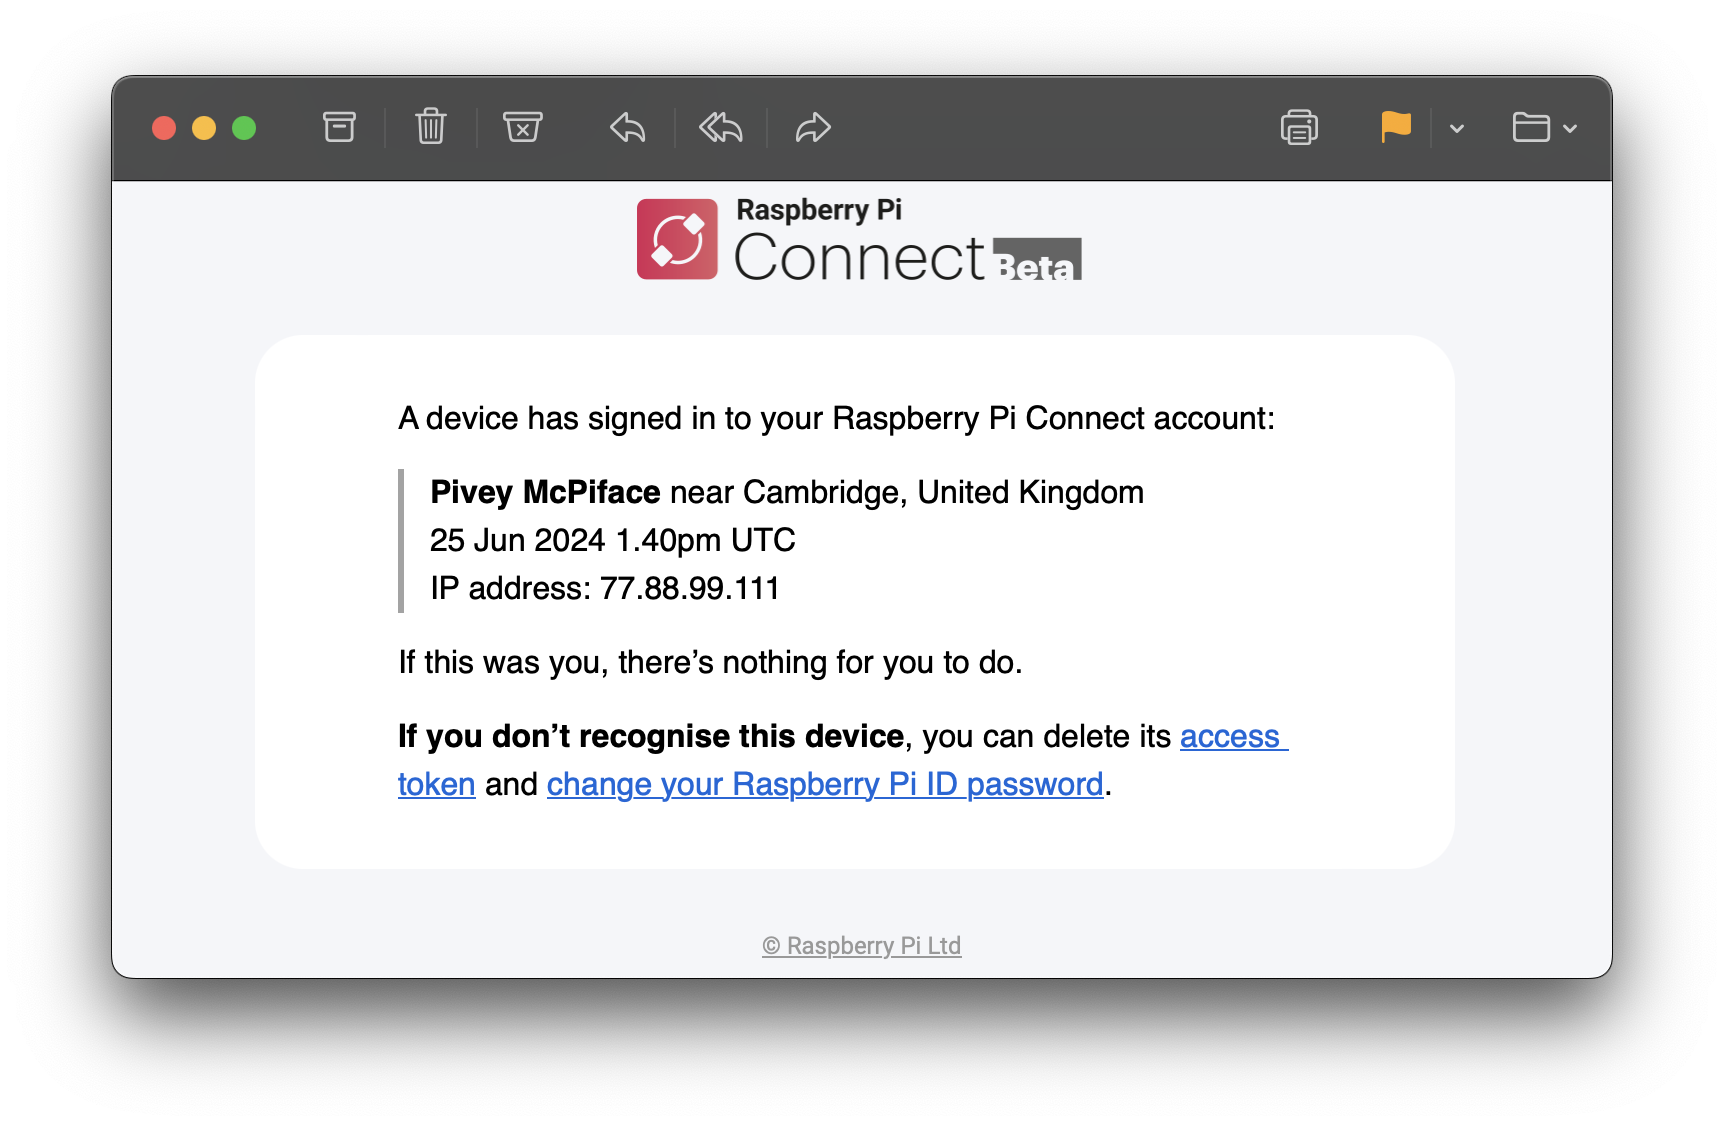 Raspberry Pi
Connect Beta
A device has signed in to your Raspberry Pi Connect account:
Pivey McPiface near Cambridge, United Kingdom
25 Jun 2024 1.40pm UTC
IP address: 77.88.99.111
If this was you, there’s nothing for you to do.
If you don’t recognise this device, you can delete its access
token and change your Raspberry Pi ID password.
© Raspberry Pi Ltd